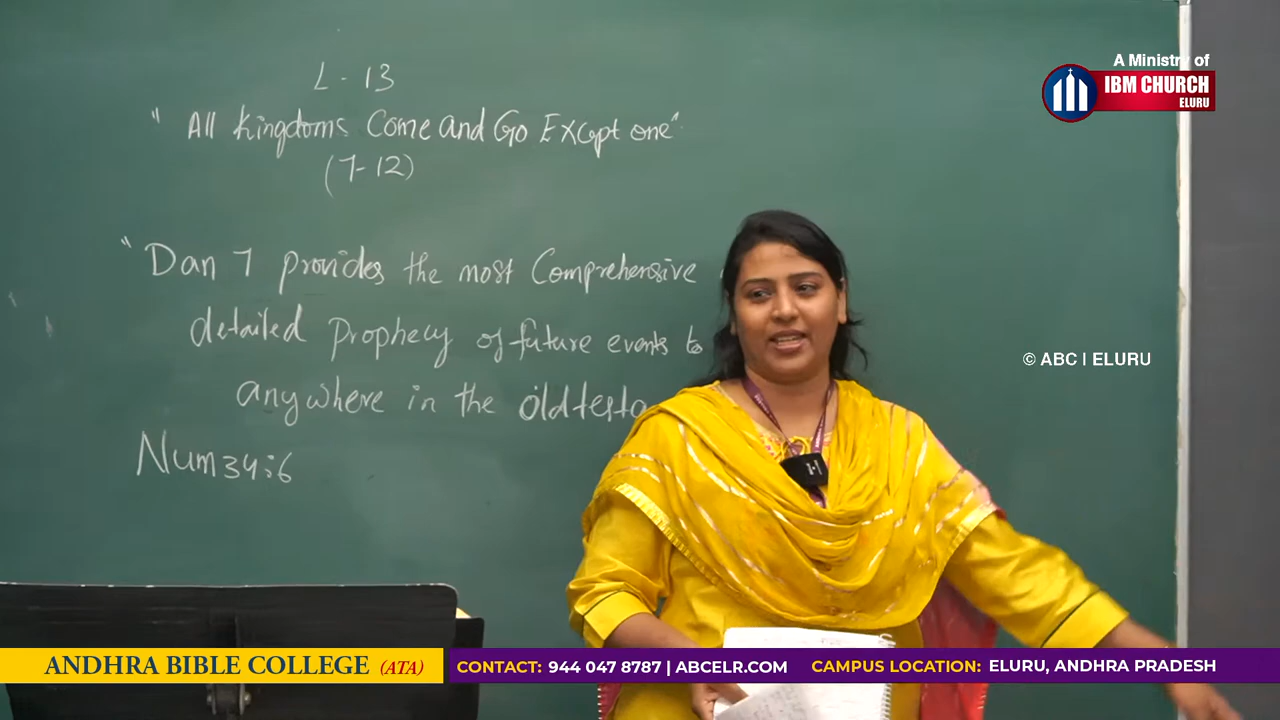 L - 13
"All kingdoms Come and Go Except one"
(7-12)
"Dan 7 provides the most Comprehensive
detailed Prophecy of future events to
anywhere in the old testa
Num 34:6
A Ministry of
IBM CHURCH
ELURU
© ABC | ELURU
ANDHRA BIBLE COLLEGE (ATA)
CONTACT: 944 047 8787 | ABCELR.COM CAMPUS LOCATION: ELURU, ANDHRA PRADESH